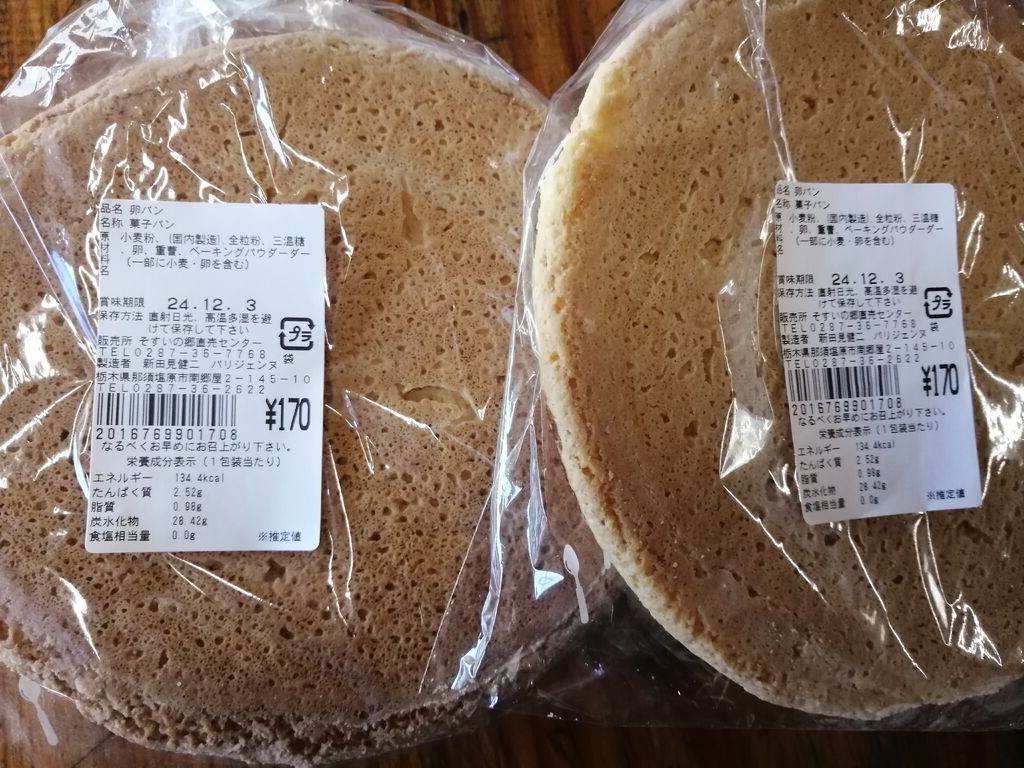 品名 卵パン
名称 菓子パン
原材料名 小麦粉、(国内製造)、全粒粉、三温糖
、卵、重曹、ベーキングパウダーダー
(一部に小麦・卵を含む)
賞味期限 24.12. 3
保存方法 直射日光、高温多湿を避
けて保存して下さい
プラ
袋
販売所 そすいの郷直売センター
TEL0287-36-7768
製造者 新田見健二 パリジェンヌ
栃木県那須塩原市南郷屋2-145-10
TEL0287-36-2622
¥170
2016769901708
なるべくお早めにお召上がり下さい。
栄養成分表示(1包装当たり)
エネルギー 134.4kcal
たんぱく質 2.52g
脂質 0.98g
炭水化物 28.42g
食塩相当量 0.0g ※推定値
品名 卵パン
名称 菓子パン
原材料名 小麦粉、(国内製造)、全粒粉、三温糖
、卵、重曹、ベーキングパウダーダー
(一部に小麦・卵を含む)
賞味期限 24.12. 3
保存方法 直射日光、高温多湿を避
けて保存して下さい
プラ
袋
販売所 そすいの郷直売センター
TEL0287-36-7768
製造者 新田見健二 パリジェンヌ
栃木県那須塩原市南郷屋2-145-10
TEL0287-36-2622
¥170
2016769901708
なるべくお早めにお召上がり下さい。
栄養成分表示(1包装当たり)
エネルギー 134.4kcal
たんぱく質 2.52g
脂質 0.98g
炭水化物 28.42g
食塩相当量 0.0g ※推定値